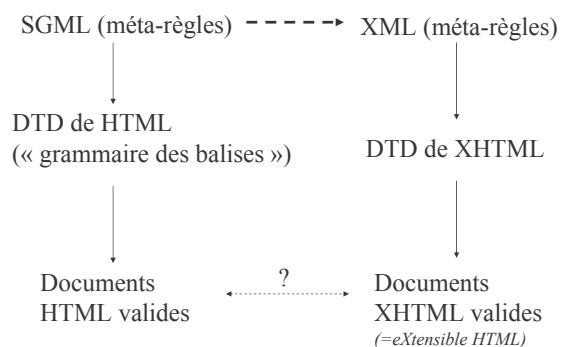 SGML (méta-règles)
XML (méta-règles)
DTD de HTML
(« grammaire des balises »)
DTD de XHTML
?
Documents
HTML valides
Documents
XHTML valides
(=eXtensible HTML)